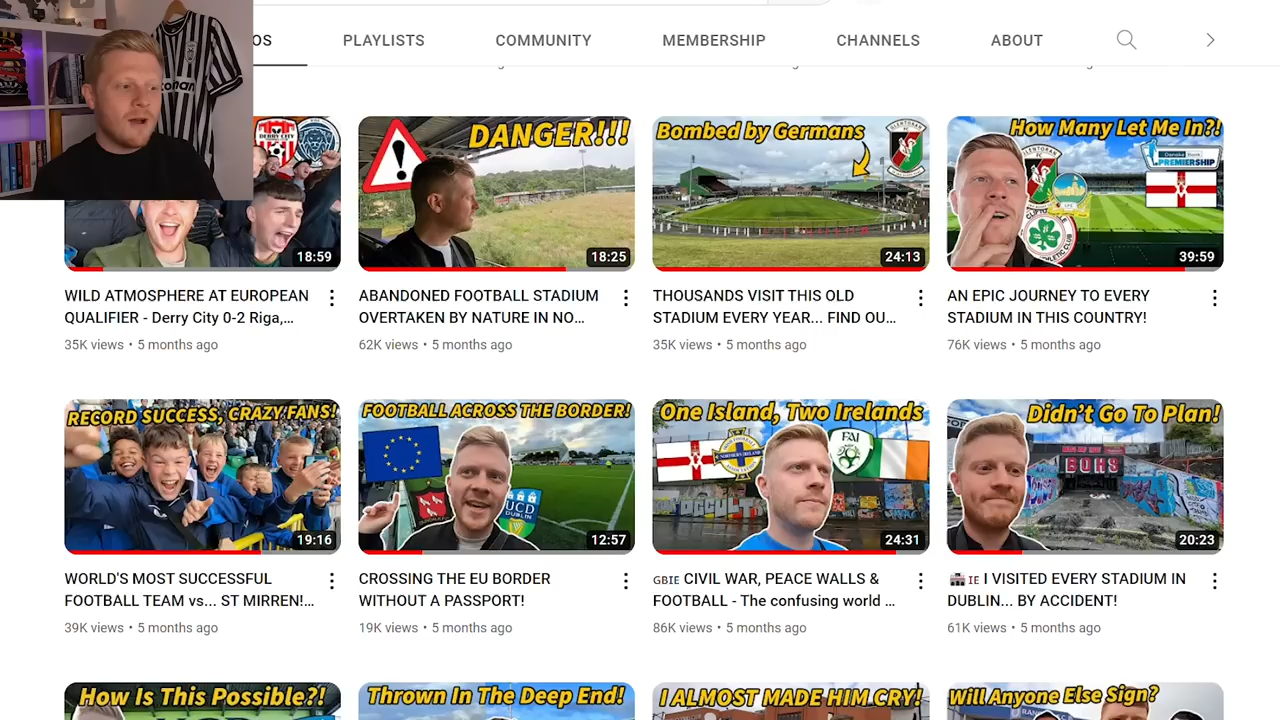 OS
PLAYLISTS
COMMUNITY
MEMBERSHIP
CHANNELS
ABOUT
DERRY CITY
18:59
DANGER!!!
18:25
Bombed by Germans
24:13
How Many Let Me In?!
PREMIERSHIP
39:59
WILD ATMOSPHERE AT EUROPEAN
QUALIFIER - Derry City 0-2 Riga,...
35K views • 5 months ago
ABANDONED FOOTBALL STADIUM
OVERTAKEN BY NATURE IN NO...
62K views • 5 months ago
THOUSANDS VISIT THIS OLD
STADIUM EVERY YEAR... FIND OU...
35K views • 5 months ago
AN EPIC JOURNEY TO EVERY
STADIUM IN THIS COUNTRY!
76K views • 5 months ago
RECORD SUCCESS, CRAZY FANS!
19:16
FOOTBALL ACROSS THE BORDER!
UCD
DUBLIN
12:57
One Island, Two Irelands
FAI
24:31
Didn't Go To Plan!
BOHS
20:23
WORLD'S MOST SUCCESSFUL
FOOTBALL TEAM vs... ST MIRREN!...
39K views • 5 months ago
CROSSING THE EU BORDER
WITHOUT A PASSPORT!
19K views • 5 months ago
GBIE CIVIL WAR, PEACE WALLS &
FOOTBALL - The confusing world ...
86K views • 5 months ago
IE I VISITED EVERY STADIUM IN
DUBLIN... BY ACCIDENT!
61K views • 5 months ago
How Is This Possible?!
Thrown In The Deep End!
I ALMOST MADE HIM CRY!
Will Anyone Else Sign?